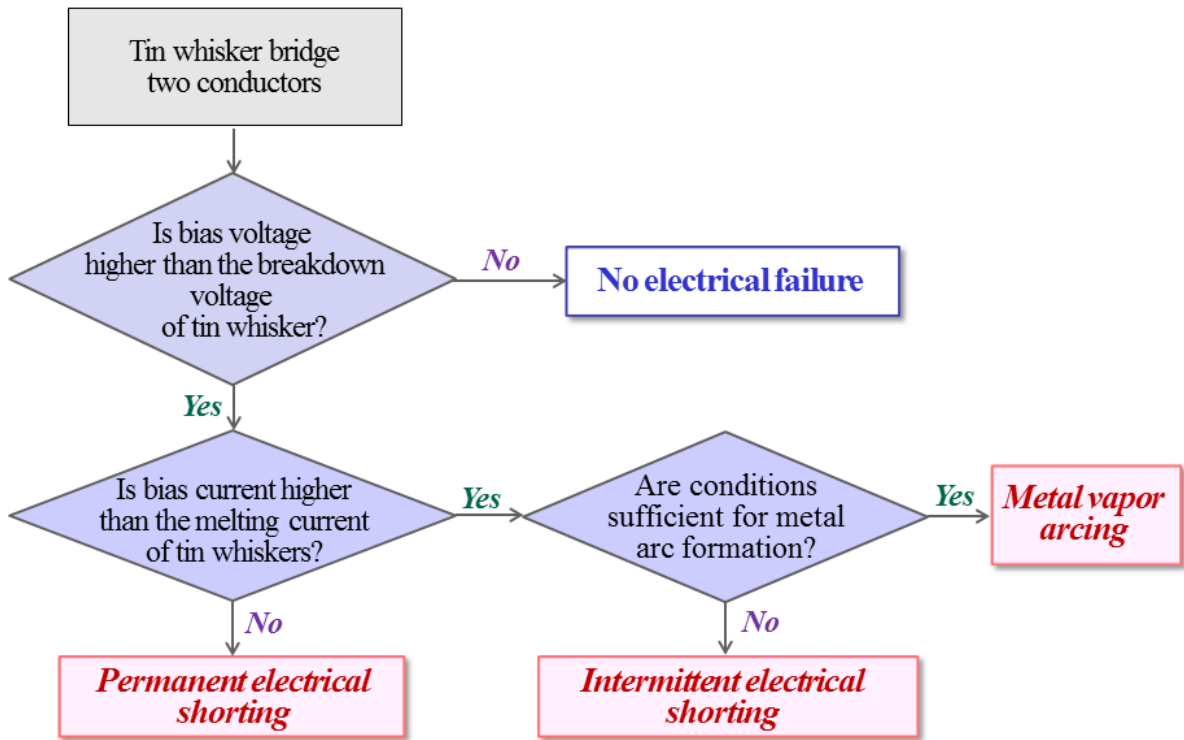 Tin whisker bridge
two conductors
Is bias voltage
higher than the breakdown
voltage
of tin whisker?
No
No electrical failure
Yes
Is bias current higher
than the melting current
of tin whiskers?
Yes
Are conditions
sufficient for metal
arc formation?
Yes
Metal vapor
arcing
No
No
Permanent electrical
shorting
Intermittent electrical
shorting